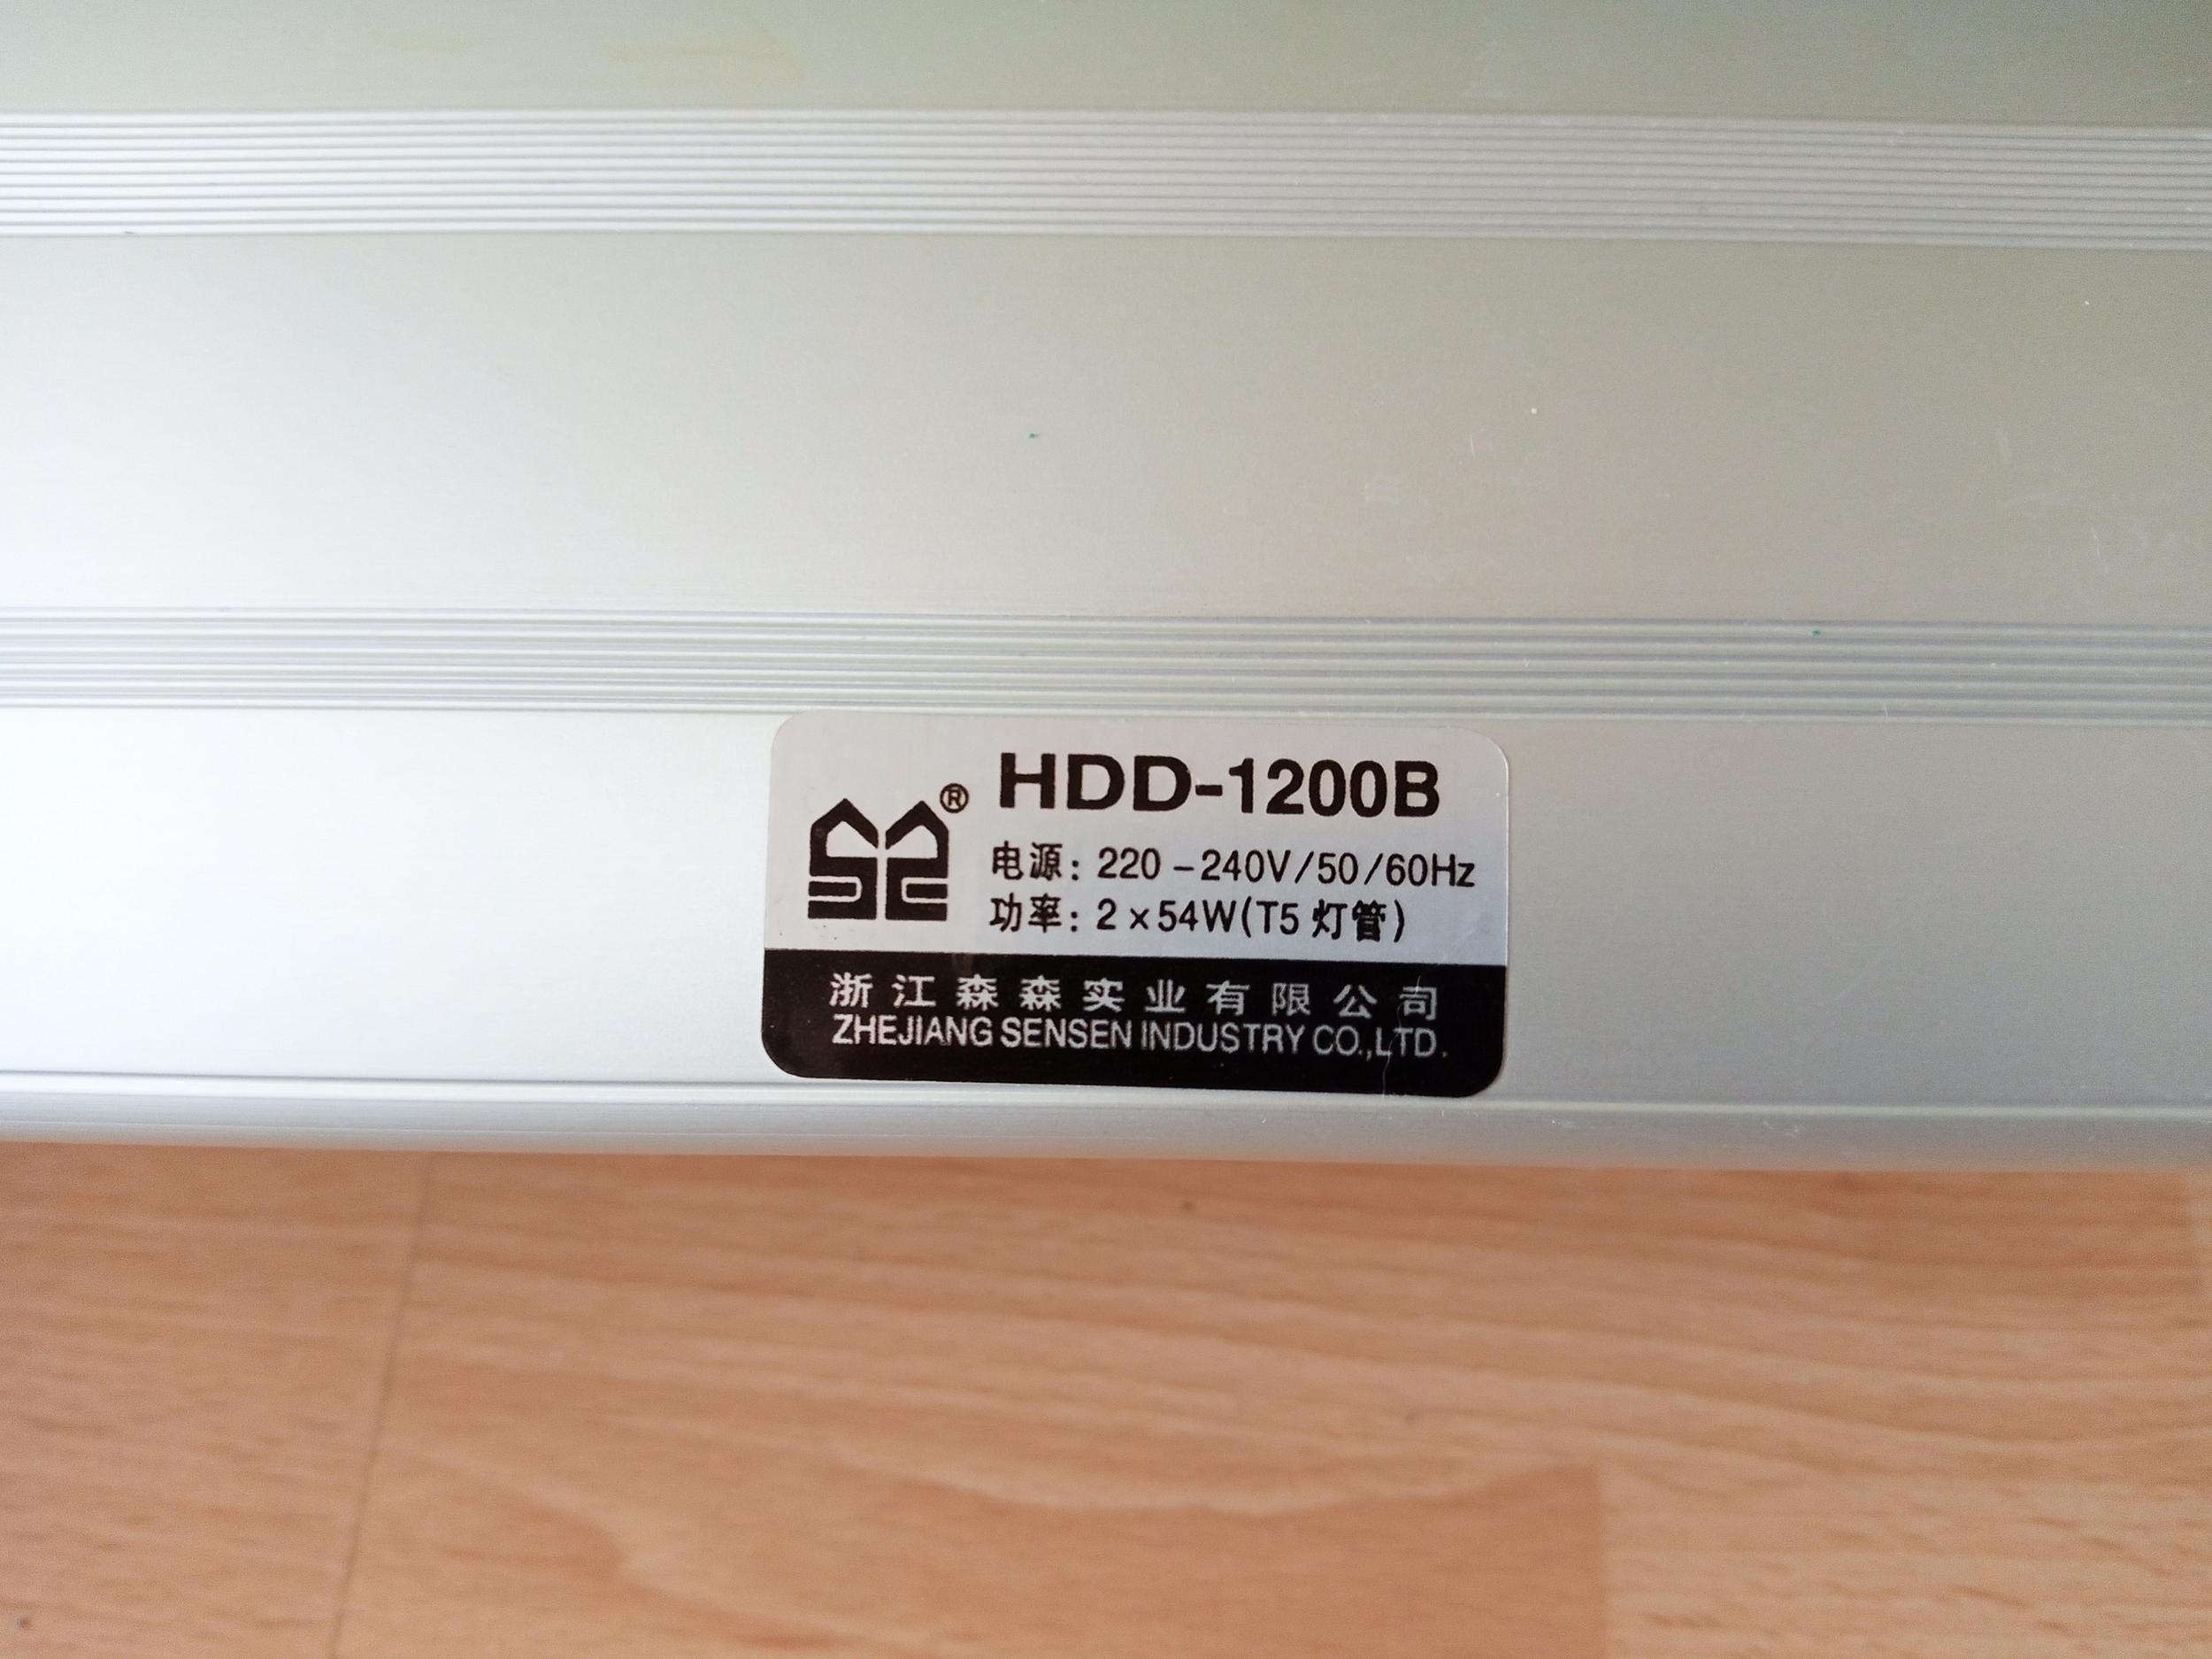 ®
HDD-1200B
电源: 220-240V/50/60Hz
功率: 2×54W(T5 灯管)
浙江森森实业有限公司
ZHEJIANG SENSEN INDUSTRY CO.,LTD.